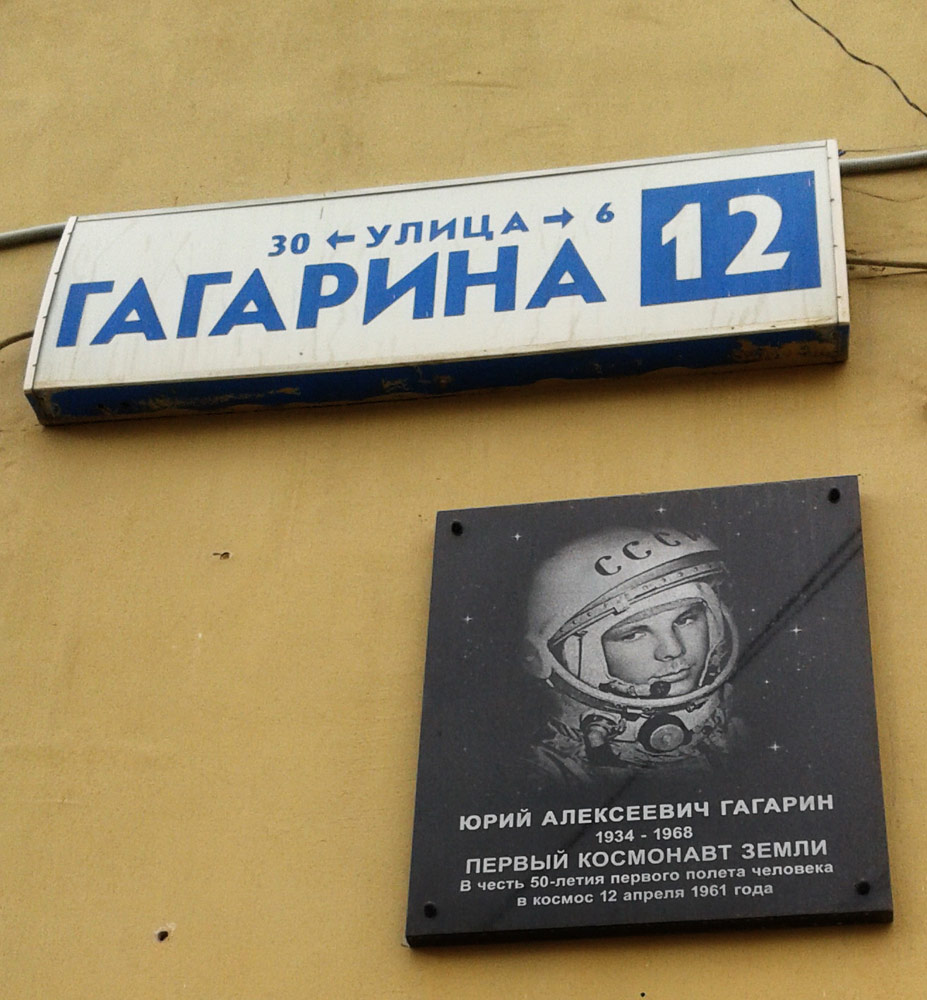 30 ← УЛИЦА → 6
ГАГАРИНА 12
СССР
ЮРИЙ АЛЕКСЕЕВИЧ ГАГАРИН
1934 - 1968
ПЕРВЫЙ КОСМОНАВТ ЗЕМЛИ
В честь 50-летия первого полета человека
в космос 12 апреля 1961 года